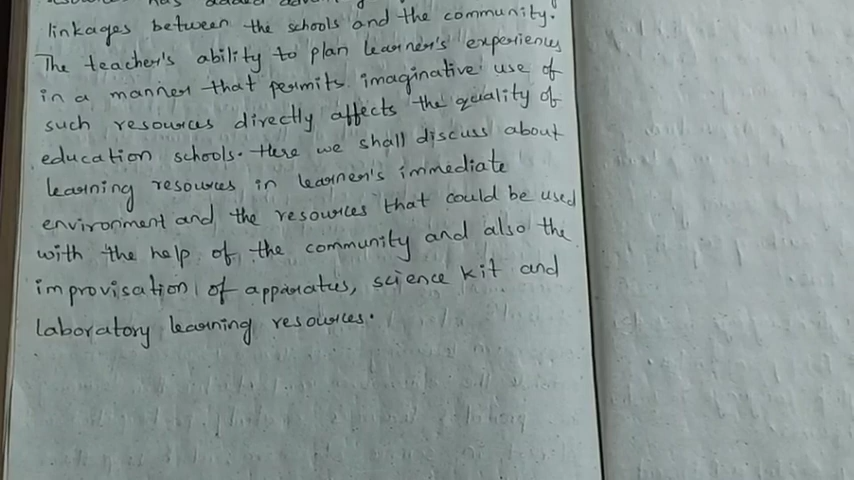 has added
linkages between the schools and the community.
The teacher's ability to plan learner's experiences
in a manner that permits imaginative use of
such resources directly affects the quality of
education schools. Here we shall discuss about
learning resources in learner's immediate
environment and the resources that could be used
with the help of the community and also the
improvisation of apparatus, science kit and
laboratory learning resources.